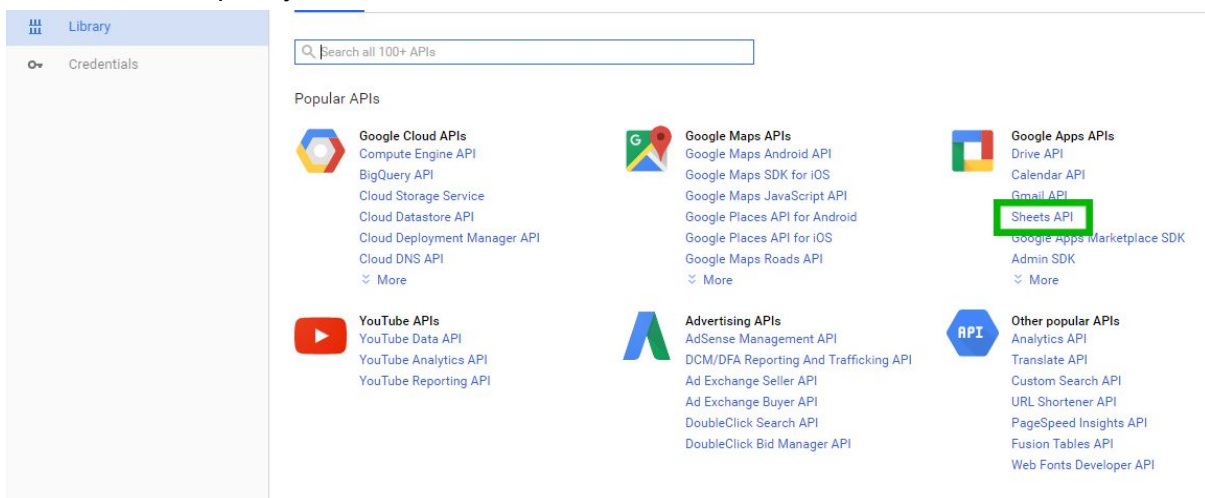 Library
Credentials
Search all 100+ APIs
Popular APIs
Google Cloud APIs
Compute Engine API
BigQuery API
Cloud Storage Service
Cloud Datastore API
Cloud Deployment Manager API
Cloud DNS API
More
Google Maps APIs
Google Maps Android API
Google Maps SDK for iOS
Google Maps JavaScript API
Google Places API for Android
Google Places API for iOS
Google Maps Roads API
More
Google Apps APIs
Drive API
Calendar API
Gmail API
Sheets API
Google Apps Marketplace SDK
Admin SDK
More
YouTube APIs
YouTube Data API
YouTube Analytics API
YouTube Reporting API
Advertising APIs
AdSense Management API
DCM/DFA Reporting And Trafficking API
Ad Exchange Seller API
Ad Exchange Buyer API
DoubleClick Search API
DoubleClick Bid Manager API
API
Other popular APIs
Analytics API
Translate API
Custom Search API
URL Shortener API
PageSpeed Insights API
Fusion Tables API
Web Fonts Developer API